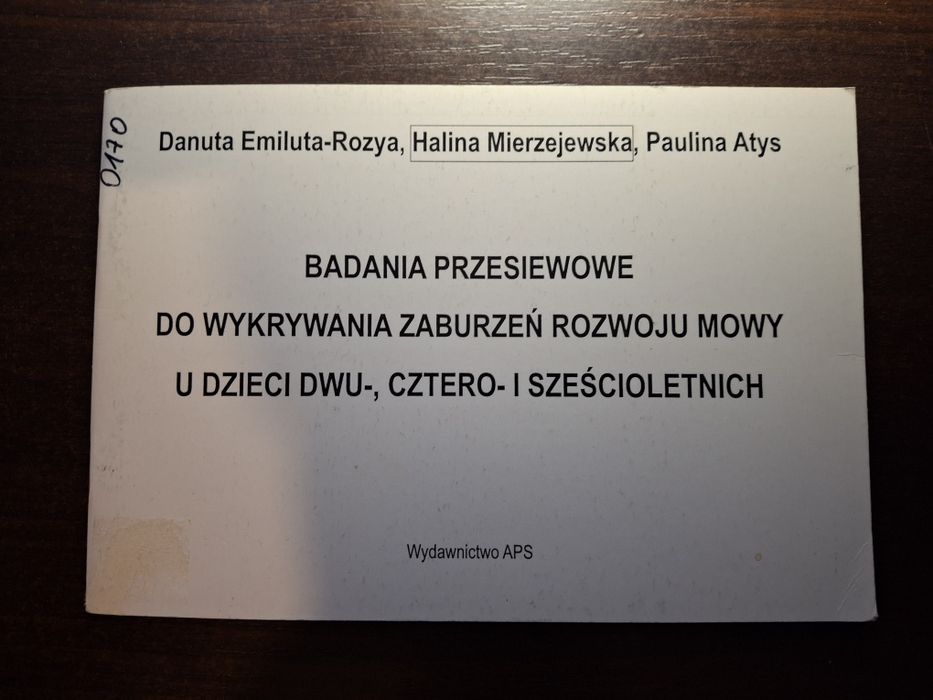 0170
Danuta Emiluta-Rozya, Halina Mierzejewska, Paulina Atys
BADANIA PRZESIEWOWE
DO WYKRYWANIA ZABURZEŃ ROZWOJU MOWY
U DZIECI DWU-, CZTERO- I SZEŚCIOLETNICH
Wydawnictwo APS